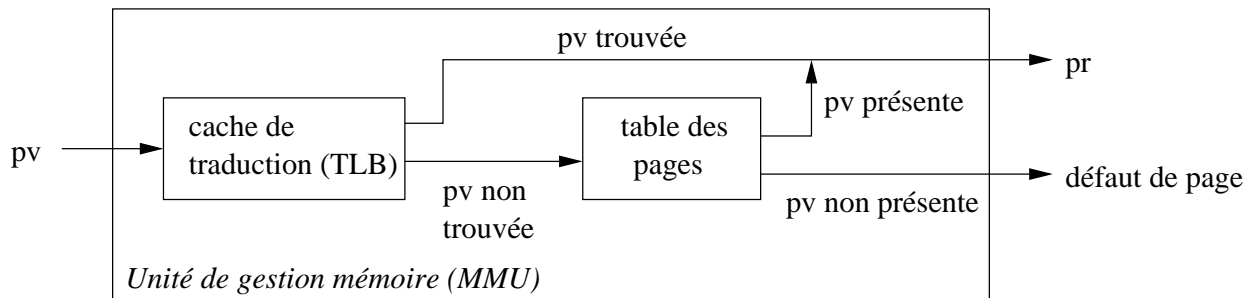 pv trouvée
pr
cache de
traduction (TLB)
table des
pages
pv présente
pv
pv non
trouvée
pv non présente
défaut de page
Unité de gestion mémoire (MMU)